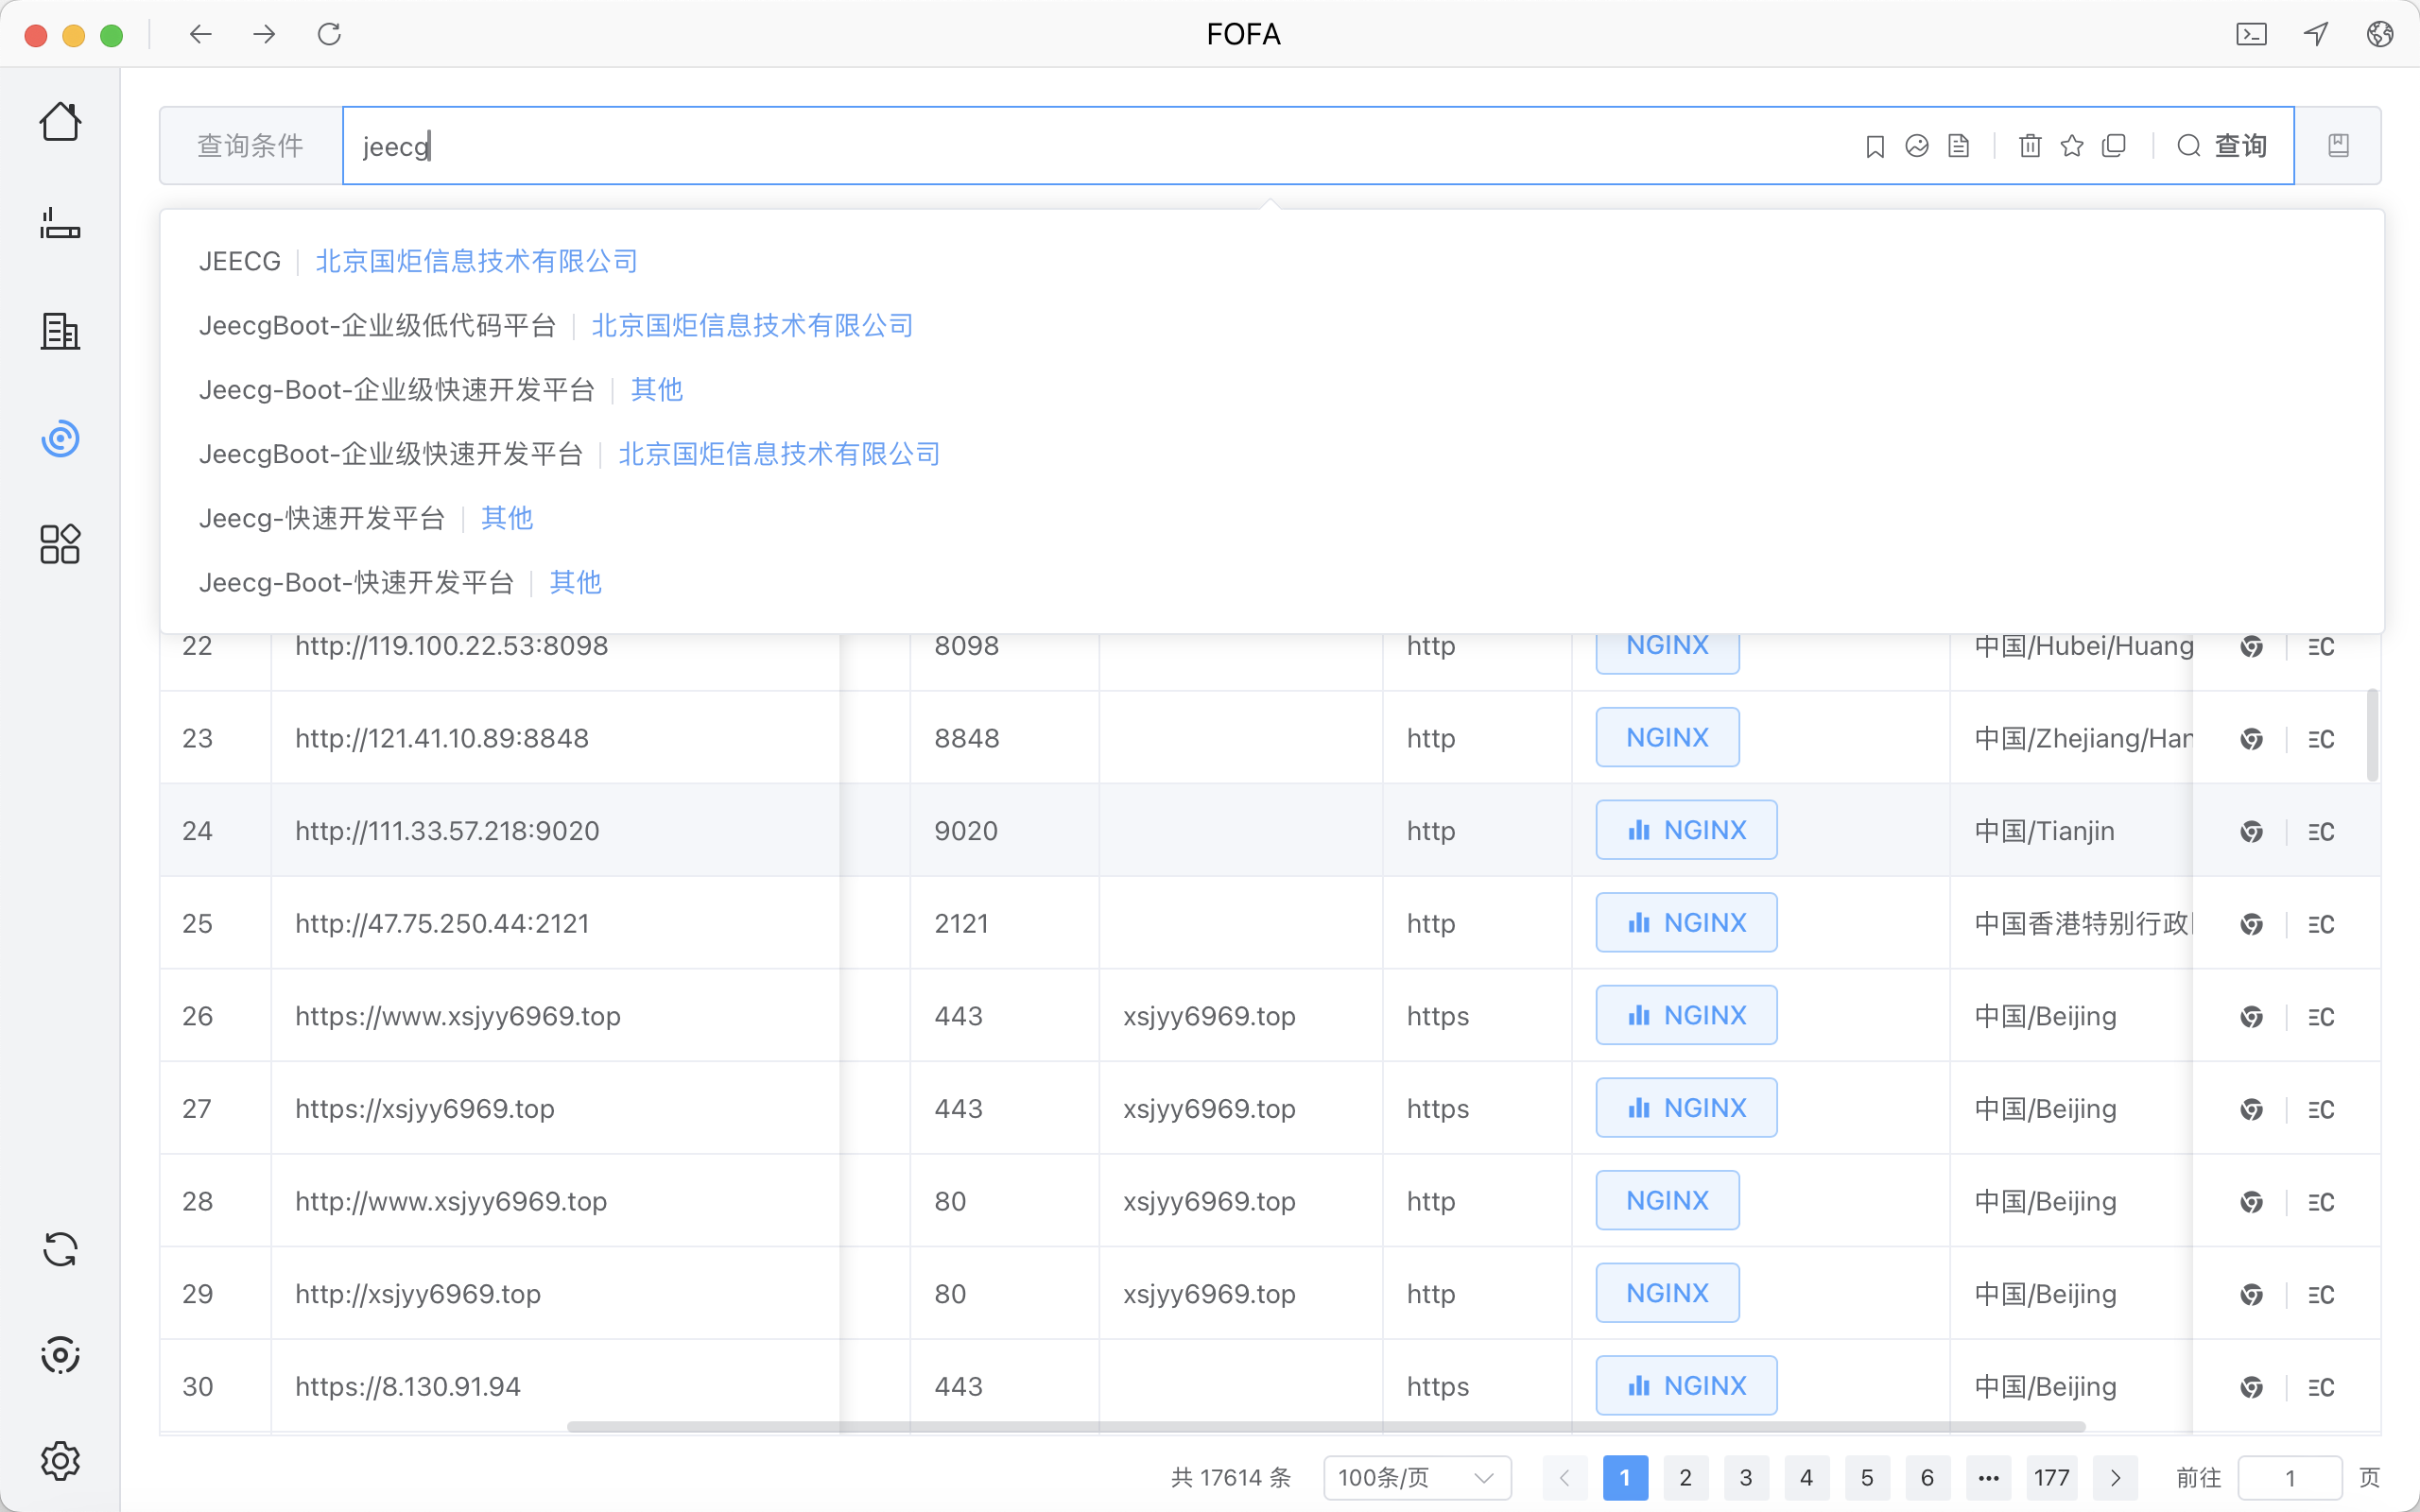 FOFA
查询条件 jeecg 查询
JEECG 北京国炬信息技术有限公司
JeecgBoot-企业级低代码平台 北京国炬信息技术有限公司
Jeecg-Boot-企业级快速开发平台 其他
JeecgBoot-企业级快速开发平台 北京国炬信息技术有限公司
Jeecg-快速开发平台 其他
Jeecg-Boot-快速开发平台 其他
22 http://119.100.22.53:8098 8098 http NGINX 中国/Hubei/Huang
23 http://121.41.10.89:8848 8848 http NGINX 中国/Zhejiang/Han
24 http://111.33.57.218:9020 9020 http NGINX 中国/Tianjin
25 http://47.75.250.44:2121 2121 http NGINX 中国香港特别行政
26 https://www.xsjyy6969.top 443 xsjyy6969.top https NGINX 中国/Beijing
27 https://xsjyy6969.top 443 xsjyy6969.top https NGINX 中国/Beijing
28 http://www.xsjyy6969.top 80 xsjyy6969.top http NGINX 中国/Beijing
29 http://xsjyy6969.top 80 xsjyy6969.top http NGINX 中国/Beijing
30 https://8.130.91.94 443 https NGINX 中国/Beijing
共 17614 条 100条/页 1 2 3 4 5 6 ••• 177 前往 1 页